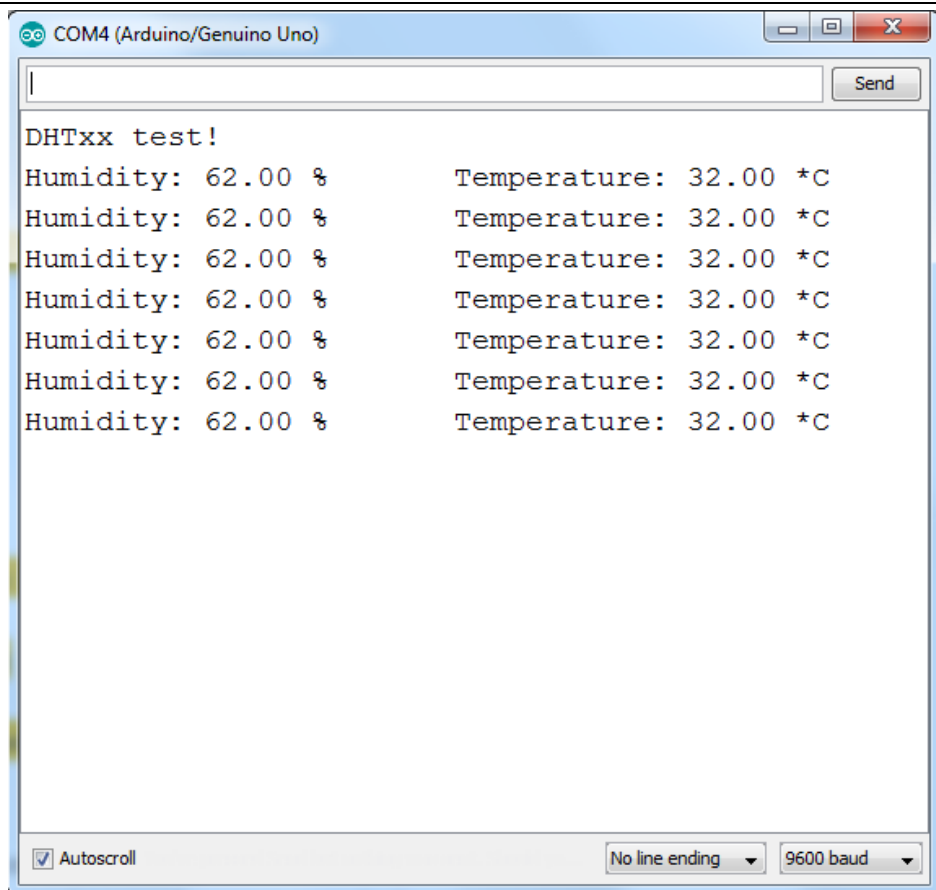 COM4 (Arduino/Genuino Uno)
Send
DHTxx test!
Humidity: 62.00 % Temperature: 32.00 *C
Humidity: 62.00 % Temperature: 32.00 *C
Humidity: 62.00 % Temperature: 32.00 *C
Humidity: 62.00 % Temperature: 32.00 *C
Humidity: 62.00 % Temperature: 32.00 *C
Humidity: 62.00 % Temperature: 32.00 *C
Humidity: 62.00 % Temperature: 32.00 *C
Autoscroll No line ending 9600 baud